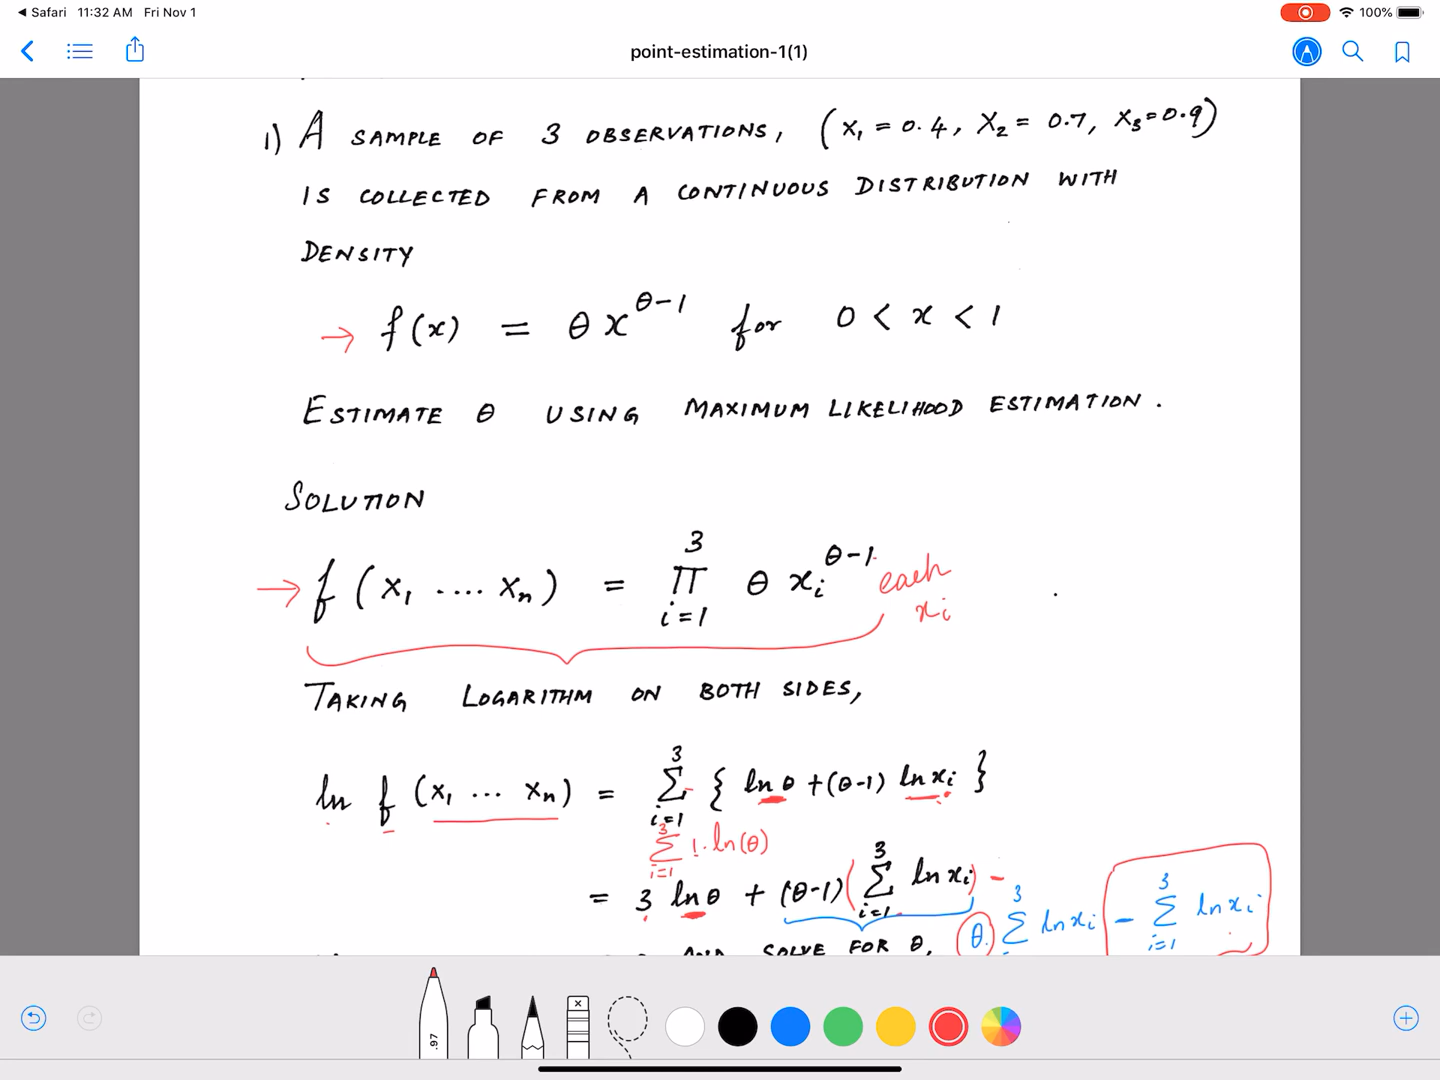 ◀ Safari 11:32 AM Fri Nov 1 100%
point-estimation-1(1)
1) A SAMPLE OF 3 OBSERVATIONS, (X₁ = 0.4, X₂ = 0.7, X₃ = 0.9)
IS COLLECTED FROM A CONTINUOUS DISTRIBUTION WITH
DENSITY
→ f(x) = θ x^(θ-1) for 0 < x < 1
ESTIMATE θ USING MAXIMUM LIKELIHOOD ESTIMATION.
SOLUTION
→ f (X₁ .... Xₙ) = ∏_{i=1}^{3} θ xᵢ^(θ-1) each xᵢ
TAKING LOGARITHM ON BOTH SIDES,
ln f (X₁ ... Xₙ) = Σ_{i=1}^{3} { ln θ + (θ-1) ln xᵢ }
Σ_{i=1}^{3} 1. ln(θ)
= 3 ln θ + (θ-1) ( Σ_{i=1}^{3} ln xᵢ ) -
θ. Σ^{3} ln xᵢ - Σ_{i=1}^{3} ln xᵢ
AND SOLVE FOR θ,
.97